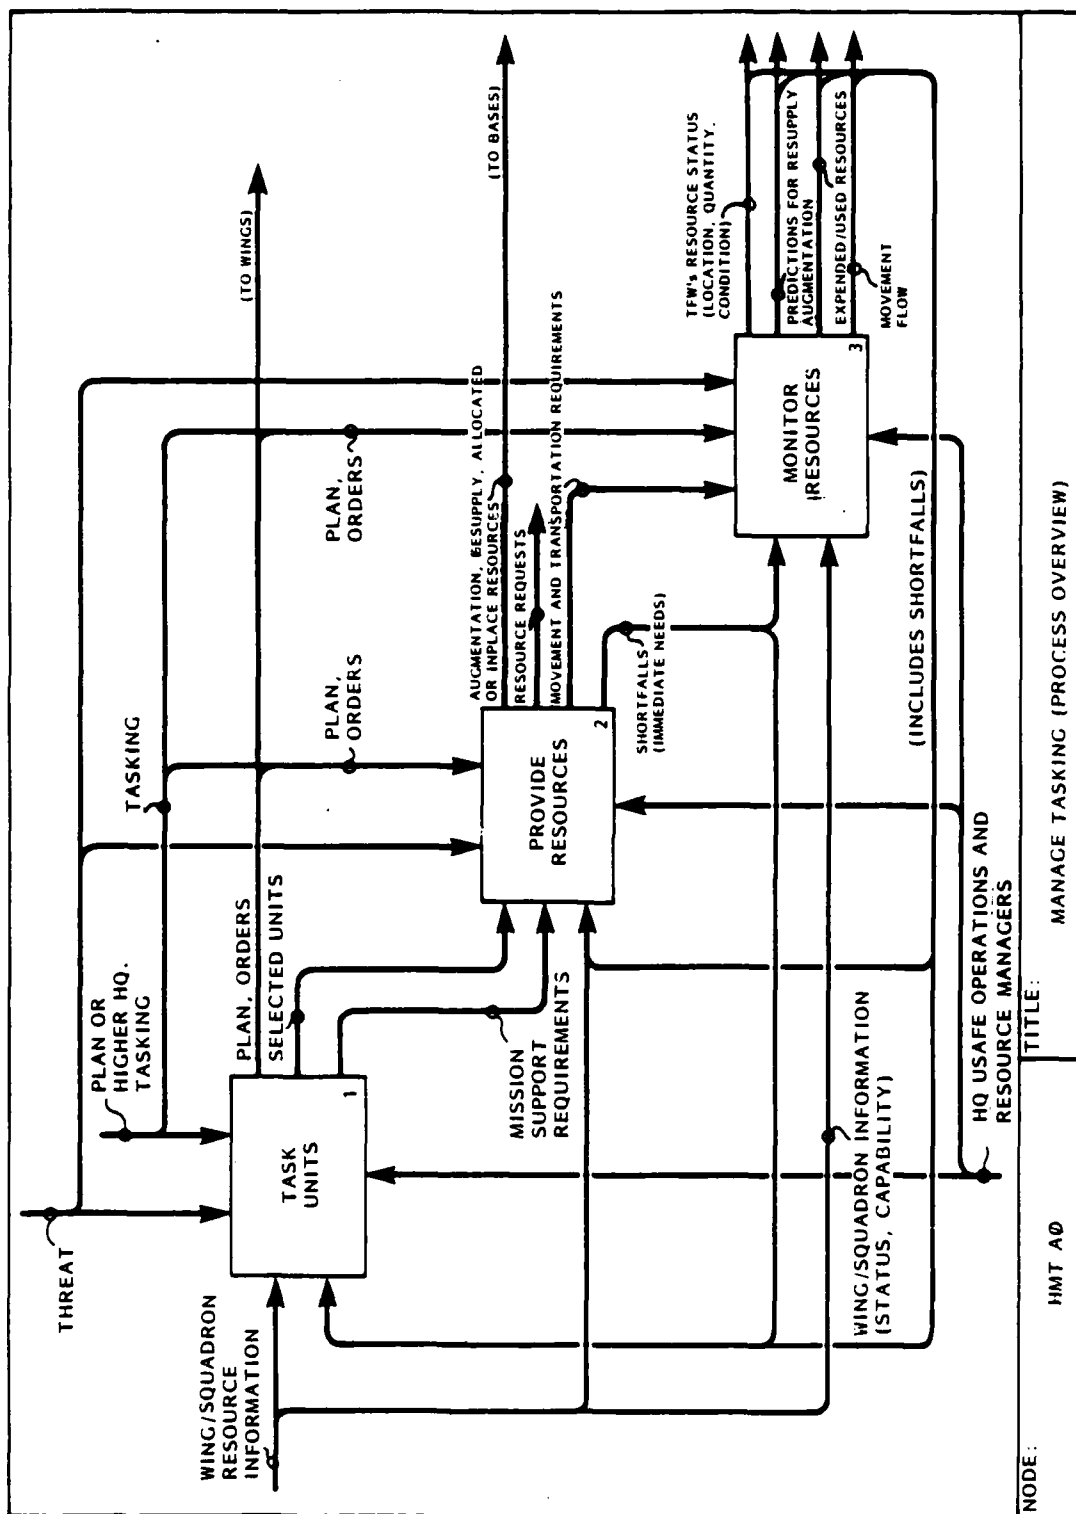 THREAT
PLAN OR
HIGHER HQ.
TASKING
TASKING
WING/SQUADRON
RESOURCE
INFORMATION
TASK
UNITS
1
PLAN, ORDERS
(TO WINGS)
SELECTED UNITS
MISSION
SUPPORT
REQUIREMENTS
PLAN,
ORDERS
PLAN,
ORDERS
PROVIDE
RESOURCES
2
AUGMENTATION, RESUPPLY, ALLOCATED
OR INPLACE RESOURCES
(TO BASES)
RESOURCE REQUESTS
MOVEMENT AND TRANSPORTATION REQUIREMENTS
SHORTFALLS
(IMMEDIATE NEEDS)
MONITOR
RESOURCES
3
TFW's RESOURCE STATUS
(LOCATION, QUANTITY.
CONDITION)
PREDICTIONS FOR RESUPPLY
AUGMENTATION
EXPENDED/USED RESOURCES
MOVEMENT
FLOW
WING/SQUADRON INFORMATION
(STATUS, CAPABILITY)
(INCLUDES SHORTFALLS)
HQ USAFE OPERATIONS AND
RESOURCE MANAGERS
NODE:
HMT AØ
TITLE:
MANAGE TASKING (PROCESS OVERVIEW)